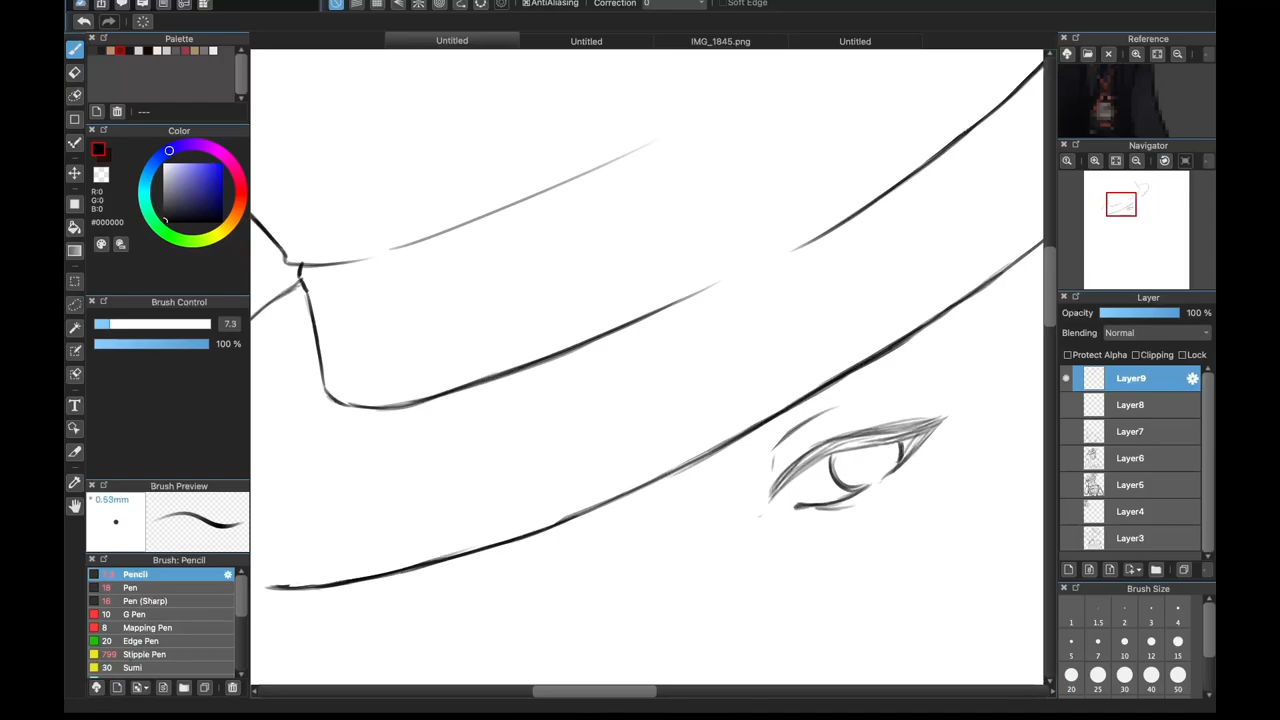 AntiAliasing Correction 0 Soft Edge
Palette
Untitled Untitled IMG_1845.png Untitled
Reference
---
Color
Navigator
R:0
G:0
B:0
#000000
Brush Control
7.3
100 %
Layer
Opacity 100 %
Blending Normal
Protect Alpha Clipping Lock
Layer9
Layer8
Layer7
Layer6
Layer5
Layer4
Layer3
Brush Preview
* 0.53mm
Brush: Pencil
7.3 Pencil
18 Pen
16 Pen (Sharp)
10 G Pen
8 Mapping Pen
20 Edge Pen
799 Stipple Pen
30 Sumi
Brush Size
1 1.5 2 3 4
5 7 10 12 15
20 25 30 40 50